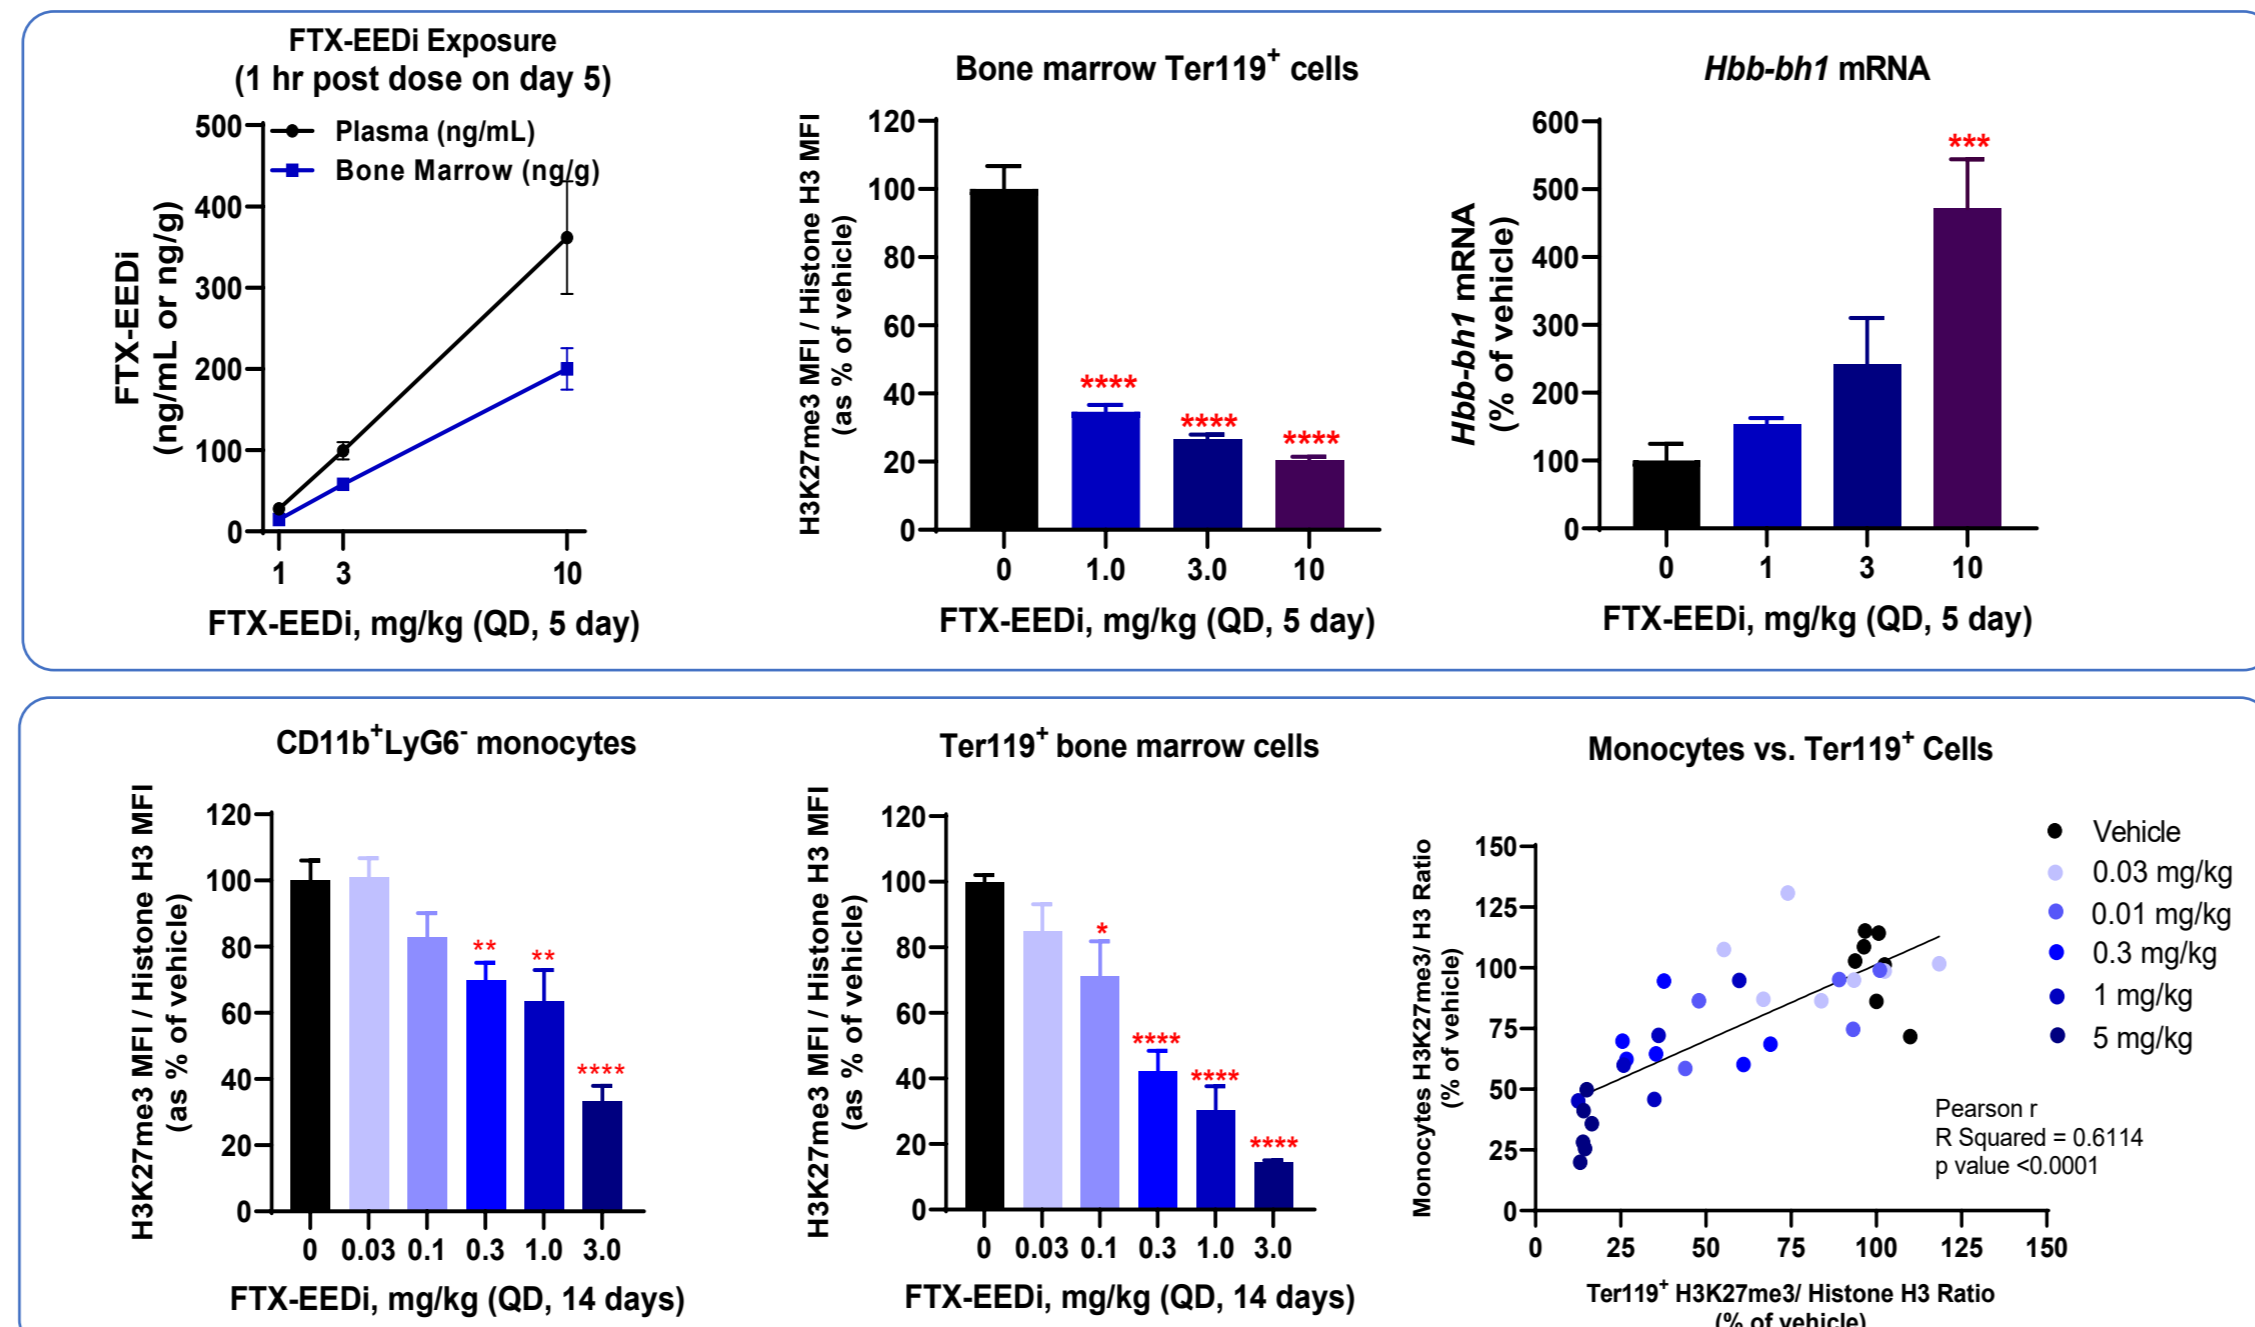 FTX-EEDi Exposure
(1 hr post dose on day 5)
Plasma (ng/mL)
Bone Marrow (ng/g)
FTX-EEDi
(ng/mL or ng/g)
500
400
300
200
100
0
1 3 10
FTX-EEDi, mg/kg (QD, 5 day)
Bone marrow Ter119+ cells
H3K27me3 MFI / Histone H3 MFI
(as % of vehicle)
120
100
80
60
40
20
0
****
****
****
0 1.0 3.0 10
FTX-EEDi, mg/kg (QD, 5 day)
Hbb-bh1 mRNA
Hbb-bh1 mRNA
(% of vehicle)
600
500
400
300
200
100
0
***
0 1 3 10
FTX-EEDi, mg/kg (QD, 5 day)
CD11b+LyG6- monocytes
H3K27me3 MFI / Histone H3 MFI
(as % of vehicle)
120
100
80
60
40
20
0
**
**
****
0 0.03 0.1 0.3 1.0 3.0
FTX-EEDi, mg/kg (QD, 14 days)
Ter119+ bone marrow cells
H3K27me3 MFI / Histone H3 MFI
(as % of vehicle)
120
100
80
60
40
20
0
*
****
****
****
0 0.03 0.1 0.3 1.0 3.0
FTX-EEDi, mg/kg (QD, 14 days)
Monocytes vs. Ter119+ Cells
Monocytes H3K27me3/ H3 Ratio
(% of vehicle)
150
125
100
75
50
25
0
Vehicle
0.03 mg/kg
0.01 mg/kg
0.3 mg/kg
1 mg/kg
5 mg/kg
Pearson r
R Squared = 0.6114
p value <0.0001
0 25 50 75 100 125 150
Ter119+ H3K27me3/ Histone H3 Ratio
(% of vehicle)